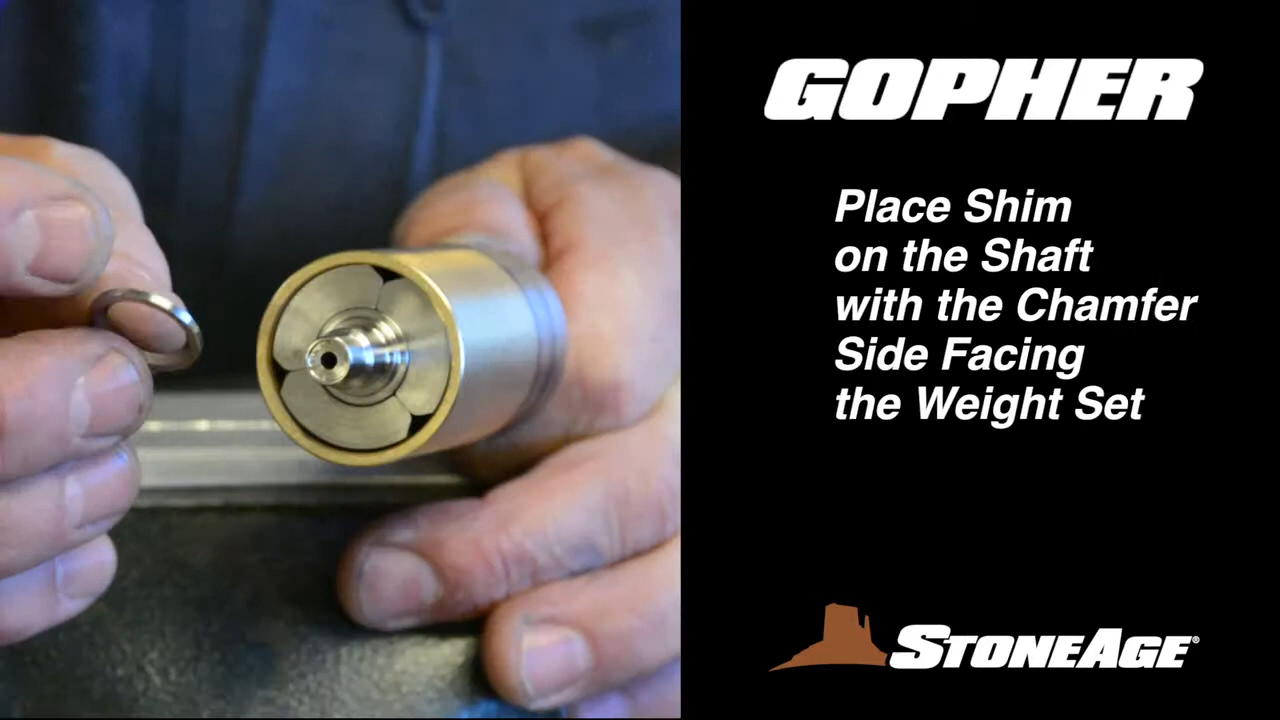 GOPHER
Place Shim
on the Shaft
with the Chamfer
Side Facing
the Weight Set
STONEAGE®